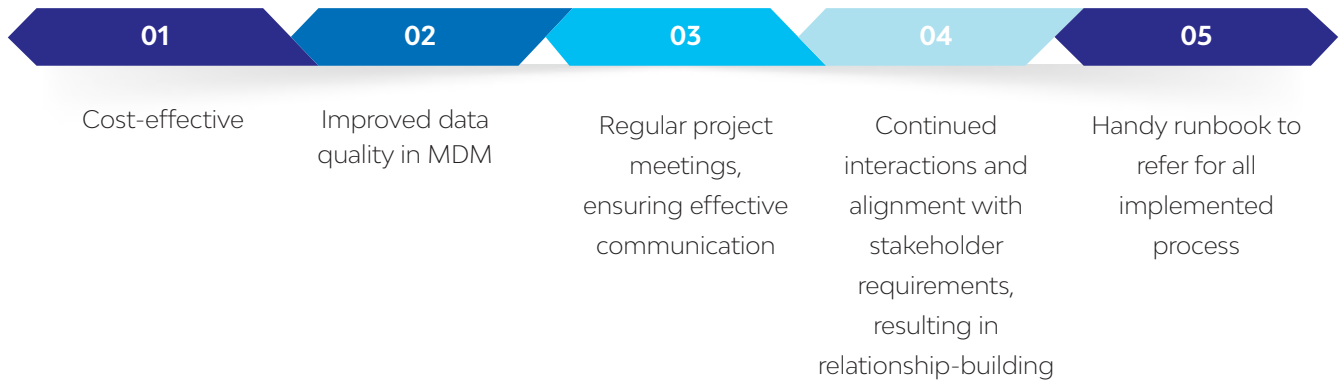 01
Cost-effective
02
Improved data
quality in MDM
03
Regular project
meetings,
ensuring effective
communication
04
Continued
interactions and
alignment with
stakeholder
requirements,
resulting in
relationship-building
05
Handy runbook to
refer for all
implemented
process